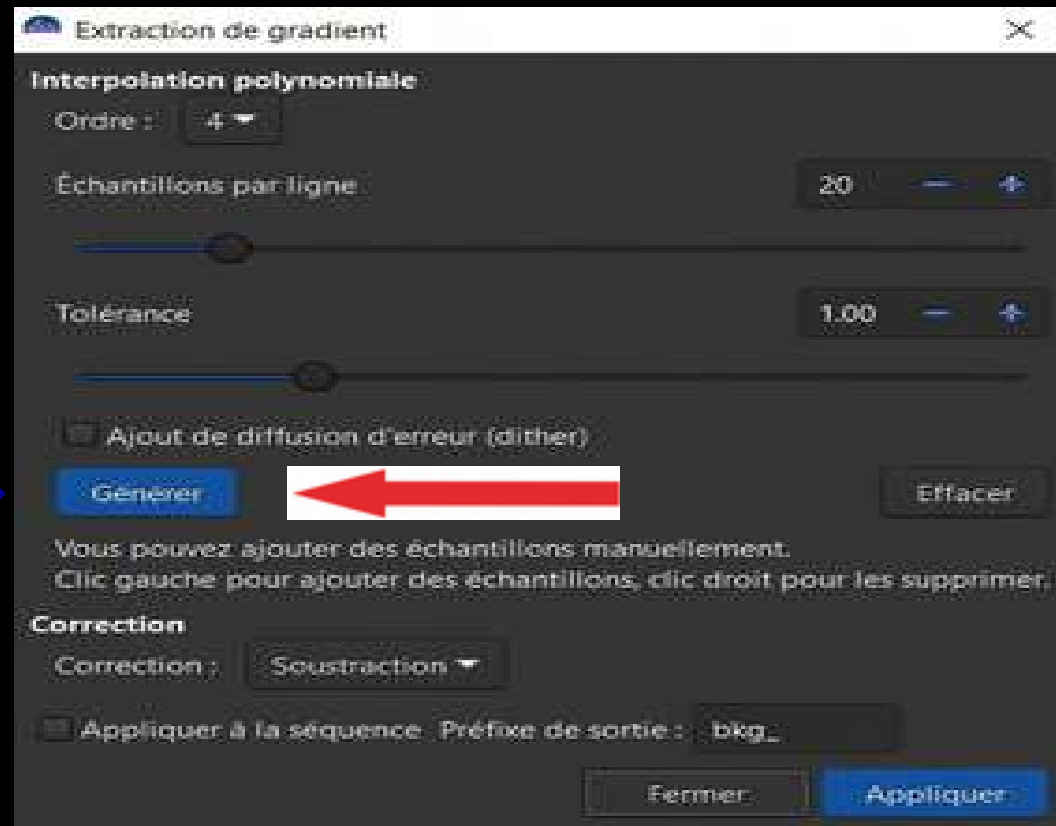 Extraction de gradient
Interpolation polynomiale
Ordre : 4
Échantillons par ligne 20
Tolérance 1.00
Ajout de diffusion d'erreur (dither)
Générer Effacer
Vous pouvez ajouter des échantillons manuellement.
Clic gauche pour ajouter des échantillons, clic droit pour les supprimer.
Correction
Correction : Soustraction
Appliquer à la séquence Préfixe de sortie : bkg_
Fermer Appliquer